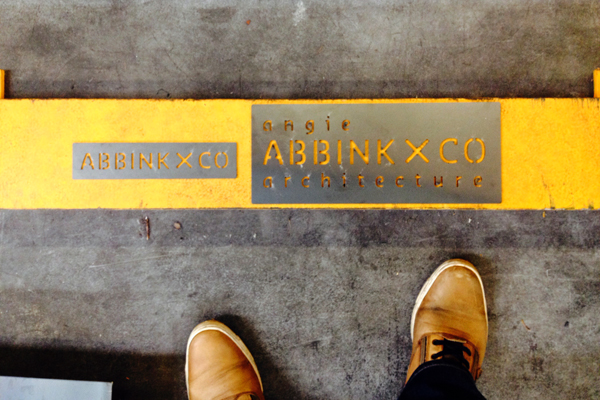 ABBINK X CO
angie
ABBINK X CO
architecture